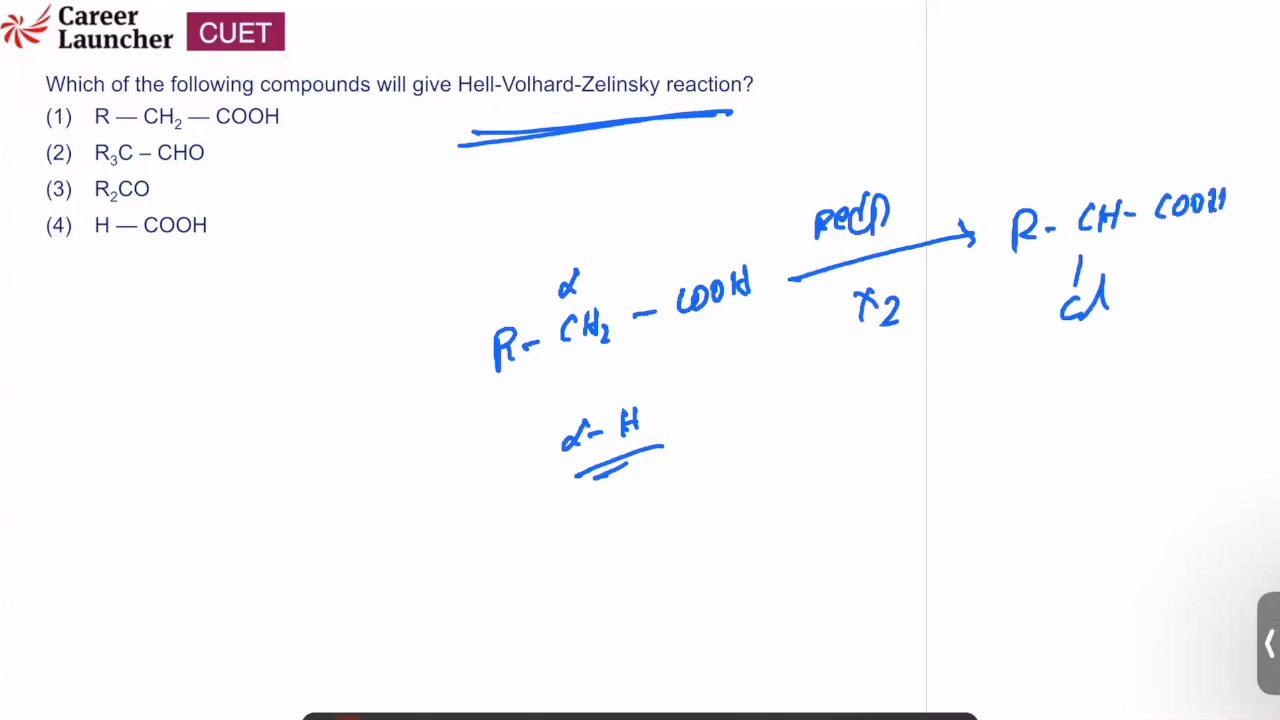 Career
Launcher
CUET
Which of the following compounds will give Hell-Volhard-Zelinsky reaction?
(1) R — CH₂ — COOH
(2) R₃C – CHO
(3) R₂CO
(4) H — COOH
α
R - CH₂ - COOH
red P
X₂
R - CH - COOH
Cl
α - H